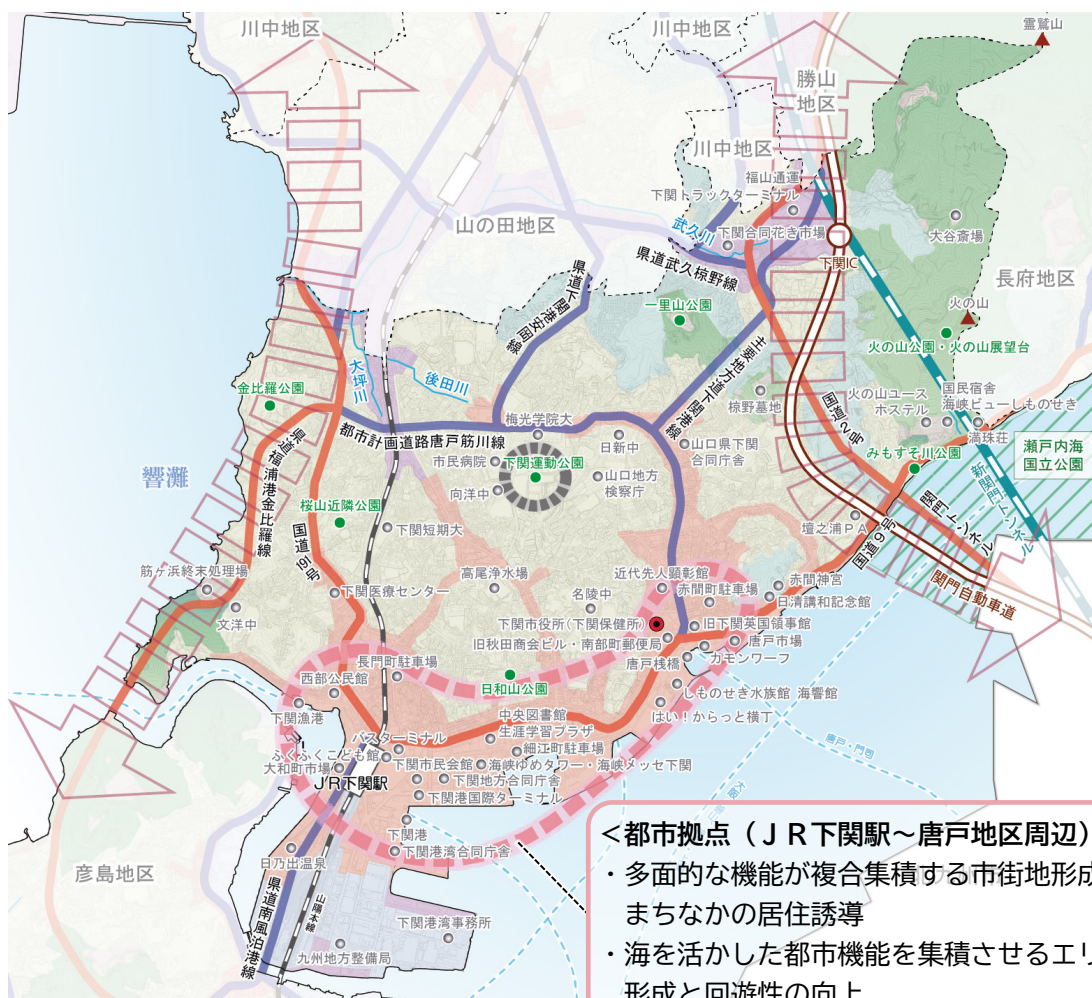 川中地区
川中地区
霊鷲山
勝山
地区
川中地区
福山通運
下関トラックターミナル
山の田地区
武久川
下関合同花き市場
大谷斎場
県道武久椋野線
下関IC
長府地区
県道下関港安岡線
一里山公園
火の山
主要地方道下関港線
火の山公園・火の山展望台
大坪川
後田川
金比羅公園
国道2号
国民宿舎
海峡ビューしものせき
火の山ユース
ホステル
椋野墓地
満珠荘
梅光学院大
都市計画道路唐戸筋川線
日新中
山口県下関
合同庁舎
瀬戸内海
国立公園
県道福浦港金比羅線
市民病院
下関運動公園
みもすそ川公園
新関門トンネル
響灘
向洋中
山口地方
検察庁
桜山近隣公園
関門トンネル
国道191号
下関短期大
壇之浦ＰＡ
国道9号
筋ヶ浜終末処理場
高尾浄水場
近代先人顕彰館
赤間神宮
関門自動車道
下関医療センター
赤間町駐車場
日清講和記念館
文洋中
名陵中
下関市役所(下関保健所)
旧下関英国領事館
旧秋田商会ビル・南部町郵便局
唐戸市場
長門町駐車場
唐戸桟橋
カモンワーフ
西部公民館
日和山公園
しものせき水族館 海響館
下関漁港
中央図書館
生涯学習プラザ
はい！からっと横丁
バスターミナル
細江町駐車場
唐戸・門司
ふくふくこども館
下関市民会館
海峡ゆめタワー・海峡メッセ下関
大和町市場
ＪＲ下関駅
下関地方合同庁舎
下関港国際ターミナル
下関港
＜都市拠点（ＪＲ下関駅～唐戸地区周辺）
日乃出温泉
下関港湾合同庁舎
・多面的な機能が複合集積する市街地形成
彦島地区
まちなかの居住誘導
県道南風泊港線
山陽本線
下関港湾事務所
・海を活かした都市機能を集積させるエリ
九州地方整備局
形成と回遊性の向上